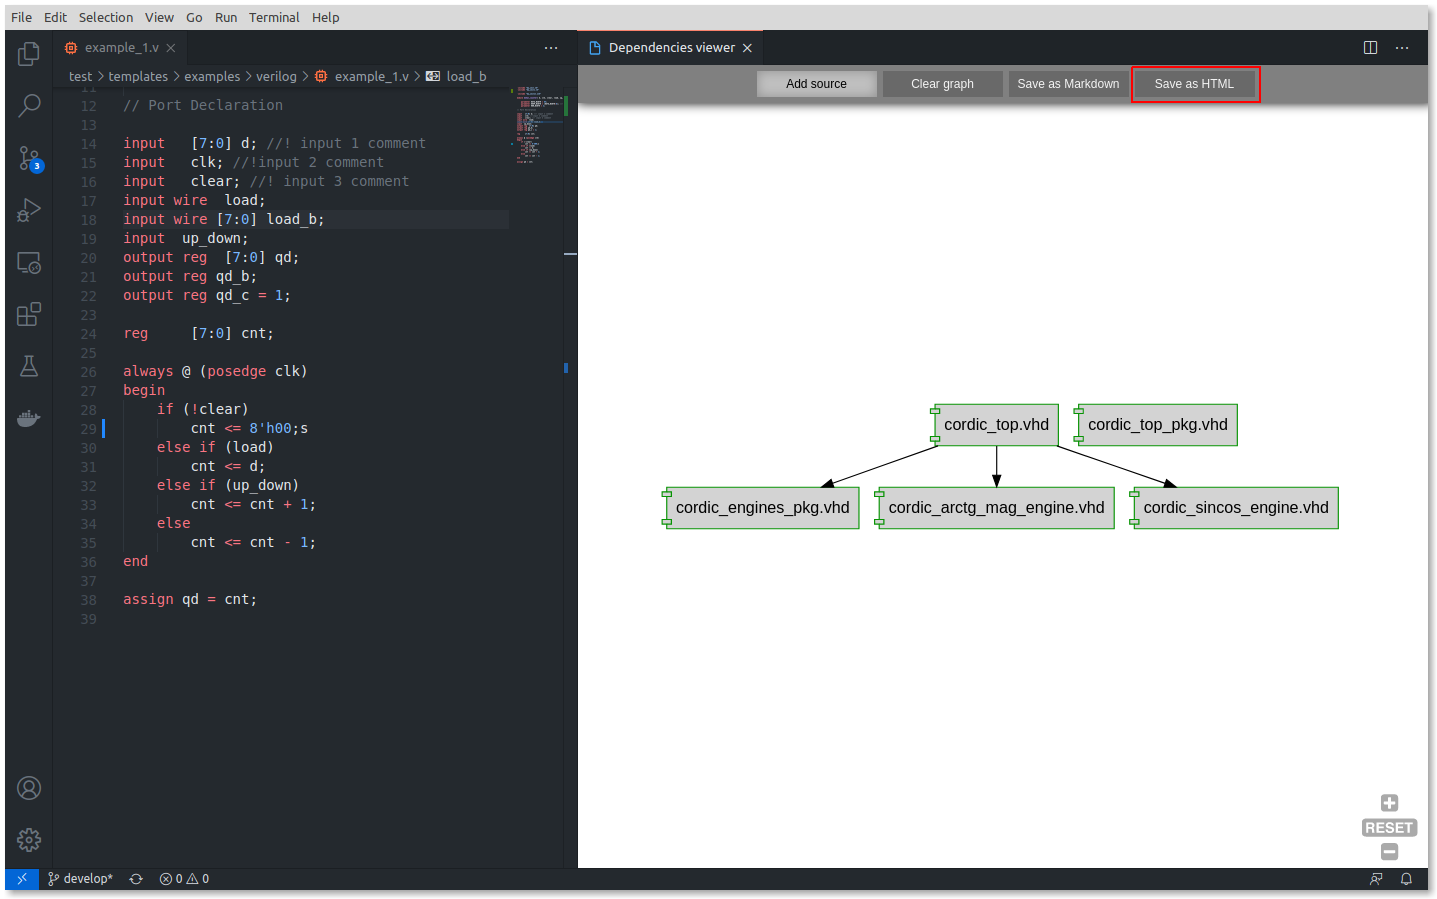 File Edit Selection View Go Run Terminal Help
example_1.v
Dependencies viewer
test > templates > examples > verilog > example_1.v > load_b
Add source
Clear graph
Save as Markdown
Save as HTML
11
12 // Port Declaration
13
14 input   [7:0] d; //! input 1 comment
15 input   clk; //!input 2 comment
16 input   clear; //! input 3 comment
17 input wire  load;
18 input wire [7:0] load_b;
19 input  up_down;
20 output reg  [7:0] qd;
21 output reg qd_b;
22 output reg qd_c = 1;
23
24 reg     [7:0] cnt;
25
26 always @ (posedge clk)
27 begin
28     if (!clear)
29         cnt <= 8'h00;s
30     else if (load)
31         cnt <= d;
32     else if (up_down)
33         cnt <= cnt + 1;
34     else
35         cnt <= cnt - 1;
36 end
37
38 assign qd = cnt;
39
cordic_top.vhd
cordic_top_pkg.vhd
cordic_engines_pkg.vhd
cordic_arctg_mag_engine.vhd
cordic_sincos_engine.vhd
3
RESET
develop* 0 0